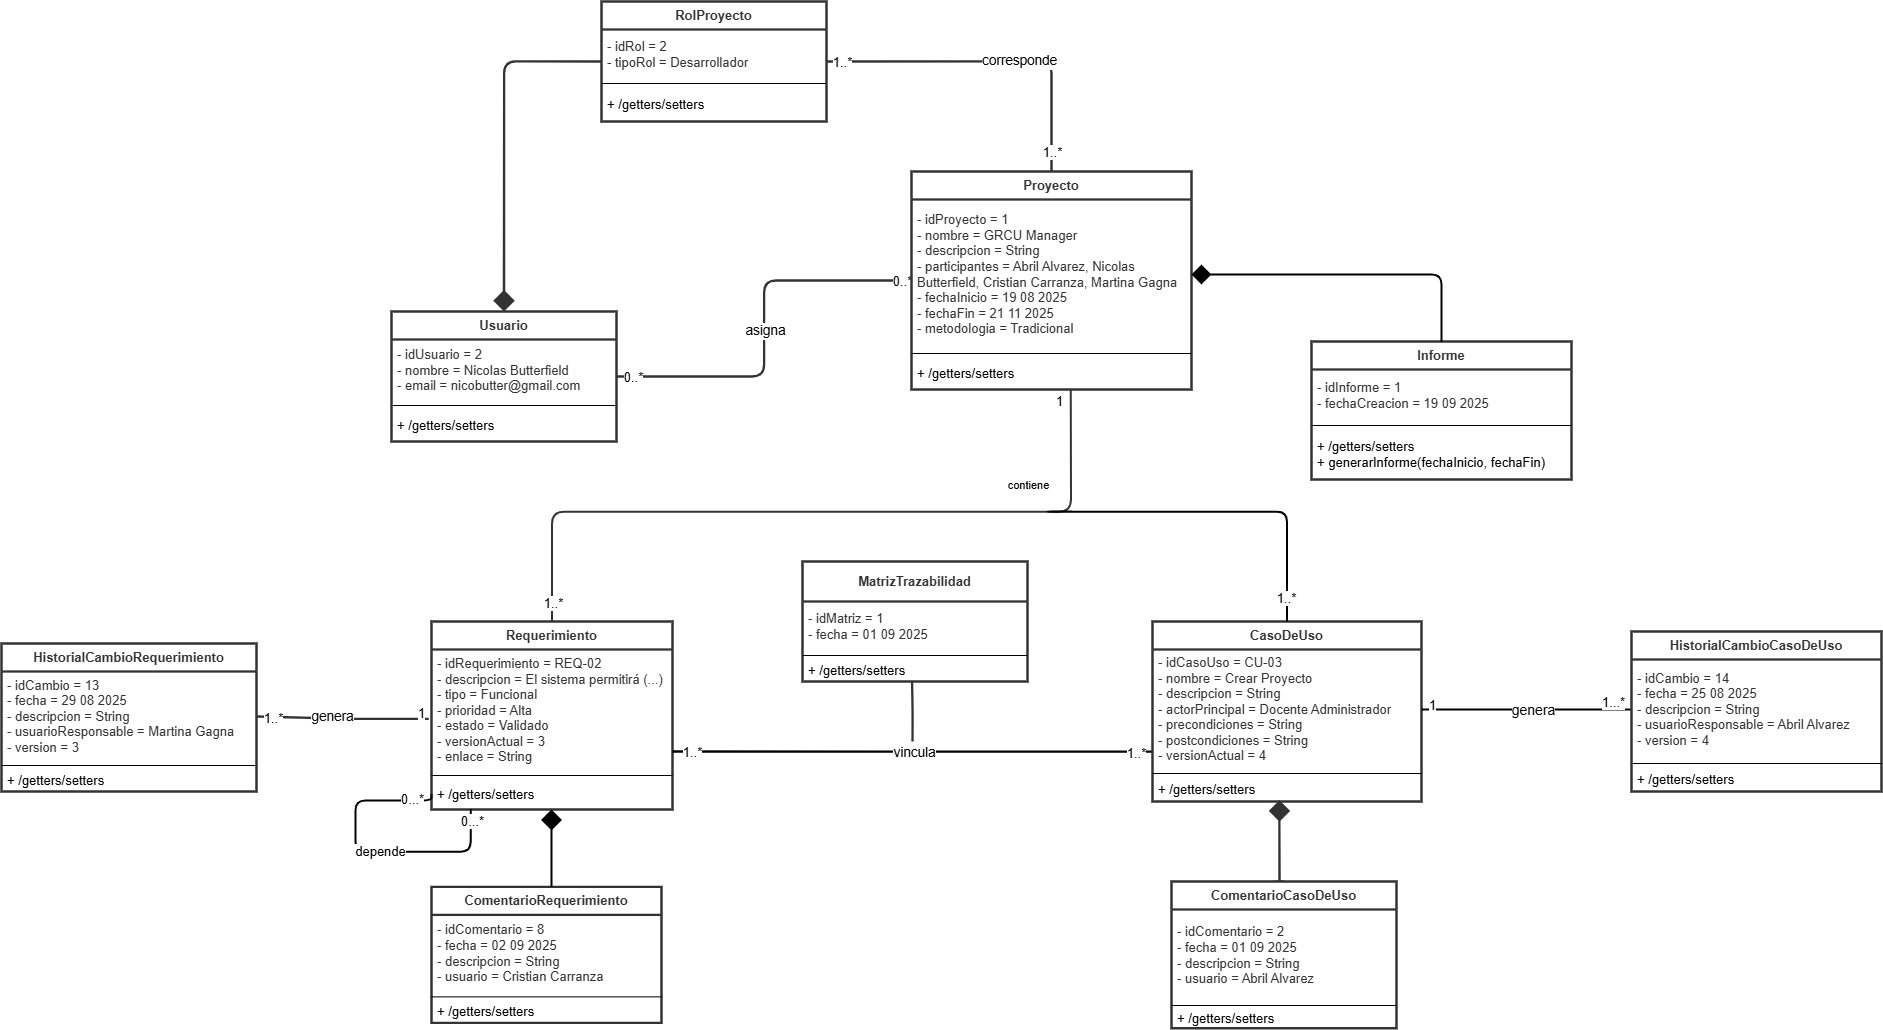 RolProyecto
- idRol = 2
- tipoRol = Desarrollador
+ /getters/setters
1..*
corresponde
1..*
Proyecto
- idProyecto = 1
- nombre = GRCU Manager
- descripcion = String
- participantes = Abril Alvarez, Nicolas
Butterfield, Cristian Carranza, Martina Gagna
- fechaInicio = 19 08 2025
- fechaFin = 21 11 2025
- metodologia = Tradicional
+ /getters/setters
0..*
asigna
0..*
Usuario
- idUsuario = 2
- nombre = Nicolas Butterfield
- email = nicobutter@gmail.com
+ /getters/setters
Informe
- idInforme = 1
- fechaCreacion = 19 09 2025
+ /getters/setters
+ generarInforme(fechaInicio, fechaFin)
1
contiene
1..*
1..*
MatrizTrazabilidad
- idMatriz = 1
- fecha = 01 09 2025
+ /getters/setters
HistorialCambioRequerimiento
- idCambio = 13
- fecha = 29 08 2025
- descripcion = String
- usuarioResponsable = Martina Gagna
- version = 3
+ /getters/setters
1..*
genera
1
Requerimiento
- idRequerimiento = REQ-02
- descripcion = El sistema permitirá (...)
- tipo = Funcional
- prioridad = Alta
- estado = Validado
- versionActual = 3
- enlace = String
+ /getters/setters
1..*
vincula
1..*
CasoDeUso
- idCasoUso = CU-03
- nombre = Crear Proyecto
- descripcion = String
- actorPrincipal = Docente Administrador
- precondiciones = String
- postcondiciones = String
- versionActual = 4
+ /getters/setters
1
genera
1...*
HistorialCambioCasoDeUso
- idCambio = 14
- fecha = 25 08 2025
- descripcion = String
- usuarioResponsable = Abril Alvarez
- version = 4
+ /getters/setters
0...*
0...*
depende
ComentarioRequerimiento
- idComentario = 8
- fecha = 02 09 2025
- descripcion = String
- usuario = Cristian Carranza
+ /getters/setters
ComentarioCasoDeUso
- idComentario = 2
- fecha = 01 09 2025
- descripcion = String
- usuario = Abril Alvarez
+ /getters/setters